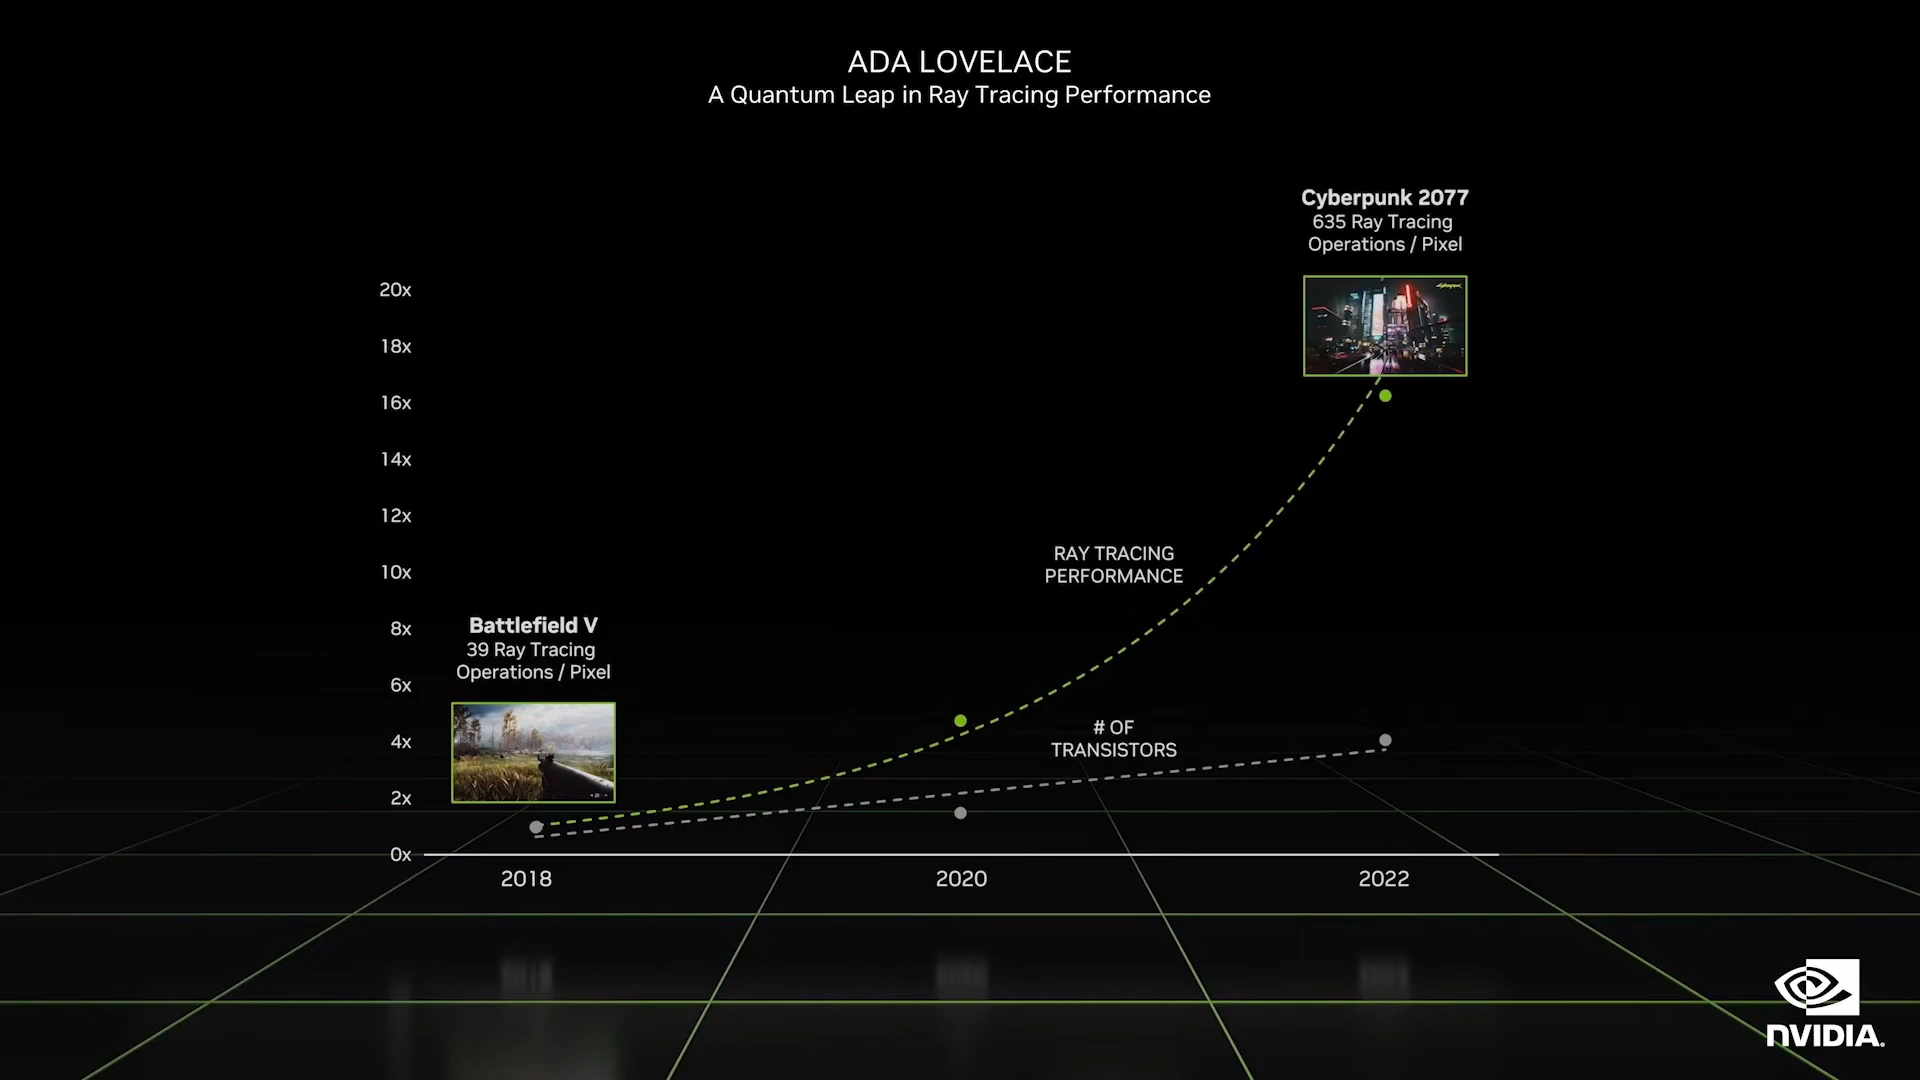 ADA LOVELACE
A Quantum Leap in Ray Tracing Performance
Cyberpunk 2077
635 Ray Tracing
Operations / Pixel
20x
18x
16x
14x
12x
10x
8x
6x
4x
2x
0x
RAY TRACING
PERFORMANCE
Battlefield V
39 Ray Tracing
Operations / Pixel
# OF
TRANSISTORS
2018
2020
2022
NVIDIA.